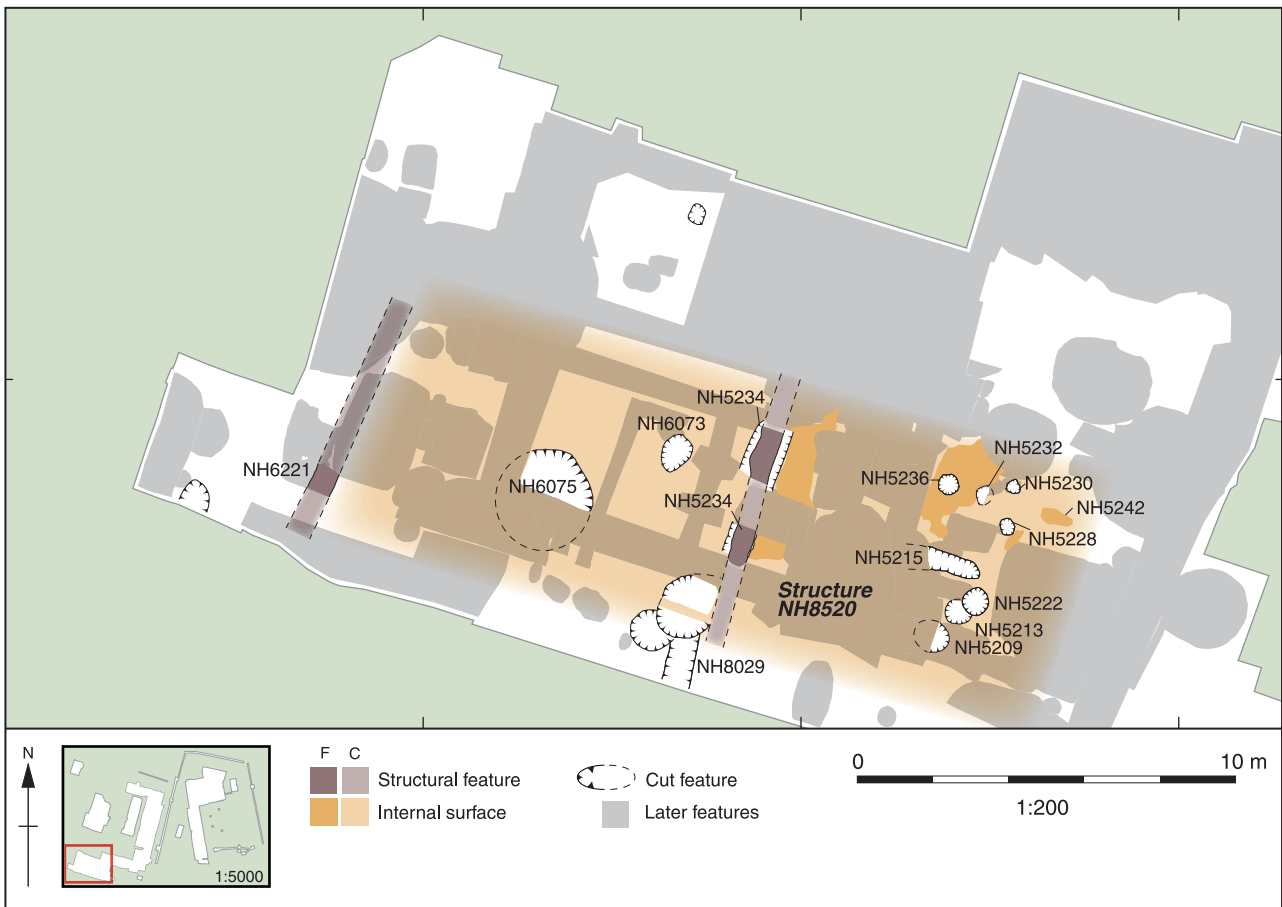 NH5234
NH6073
NH5232
NH6221
NH6075
NH5236
NH5230
NH5234
NH5242
NH5228
NH5215
Structure
NH8520
NH5222
NH5213
NH5209
NH8029
N
F C
Structural feature
Internal surface
Cut feature
Later features
0 10 m
1:200
1:5000